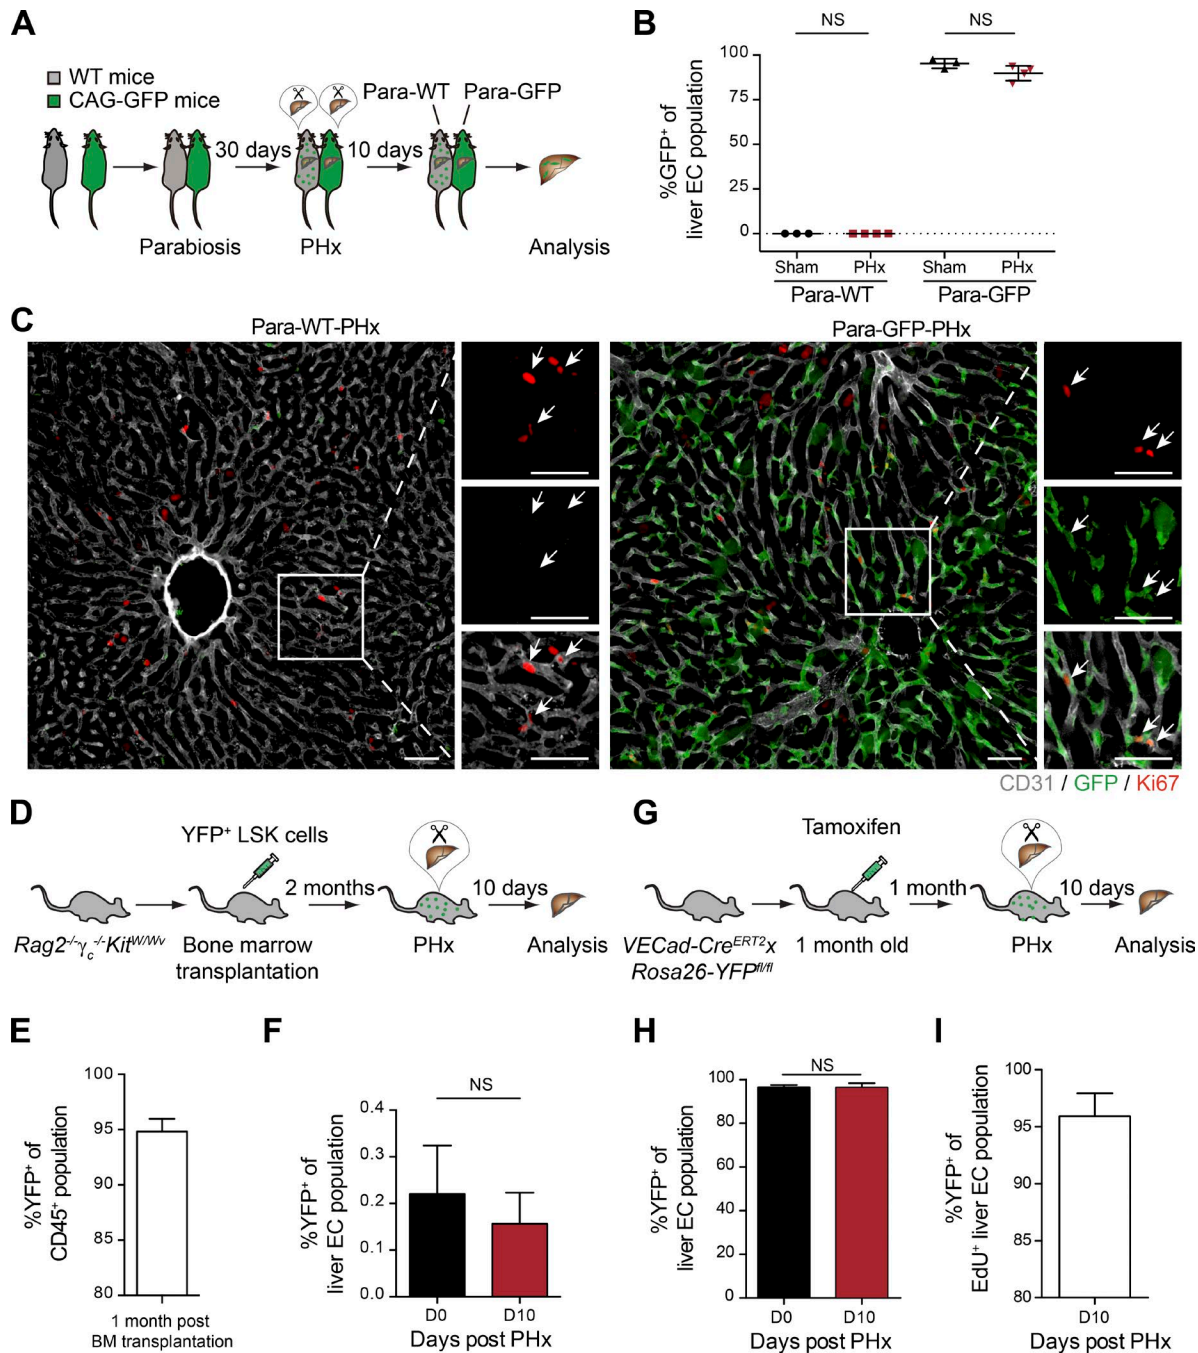 A
WT mice
CAG-GFP mice
Para-WT
Para-GFP
30 days
10 days
Parabiosis
PHx
Analysis
B
NS
NS
%GFP+ of
liver EC population
100
75
50
25
0
Sham
PHx
Sham
PHx
Para-WT
Para-GFP
C
Para-WT-PHx
Para-GFP-PHx
CD31 / GFP / Ki67
D
YFP+ LSK cells
2 months
10 days
Rag2-/-γc-/-KitW/Wv
Bone marrow
transplantation
PHx
Analysis
G
Tamoxifen
1 month
10 days
VECad-CreERT2x
Rosa26-YFPfl/fl
1 month old
PHx
Analysis
E
%YFP+ of
CD45+ population
100
95
90
85
80
1 month post
BM transplantation
F
NS
%YFP+ of
liver EC population
0.4
0.3
0.2
0.1
0.0
D0
D10
Days post PHx
H
NS
%YFP+ of
liver EC population
100
80
60
40
20
0
D0
D10
Days post PHx
I
%YFP+ of
EdU+ liver EC population
100
95
90
85
80
D10
Days post PHx